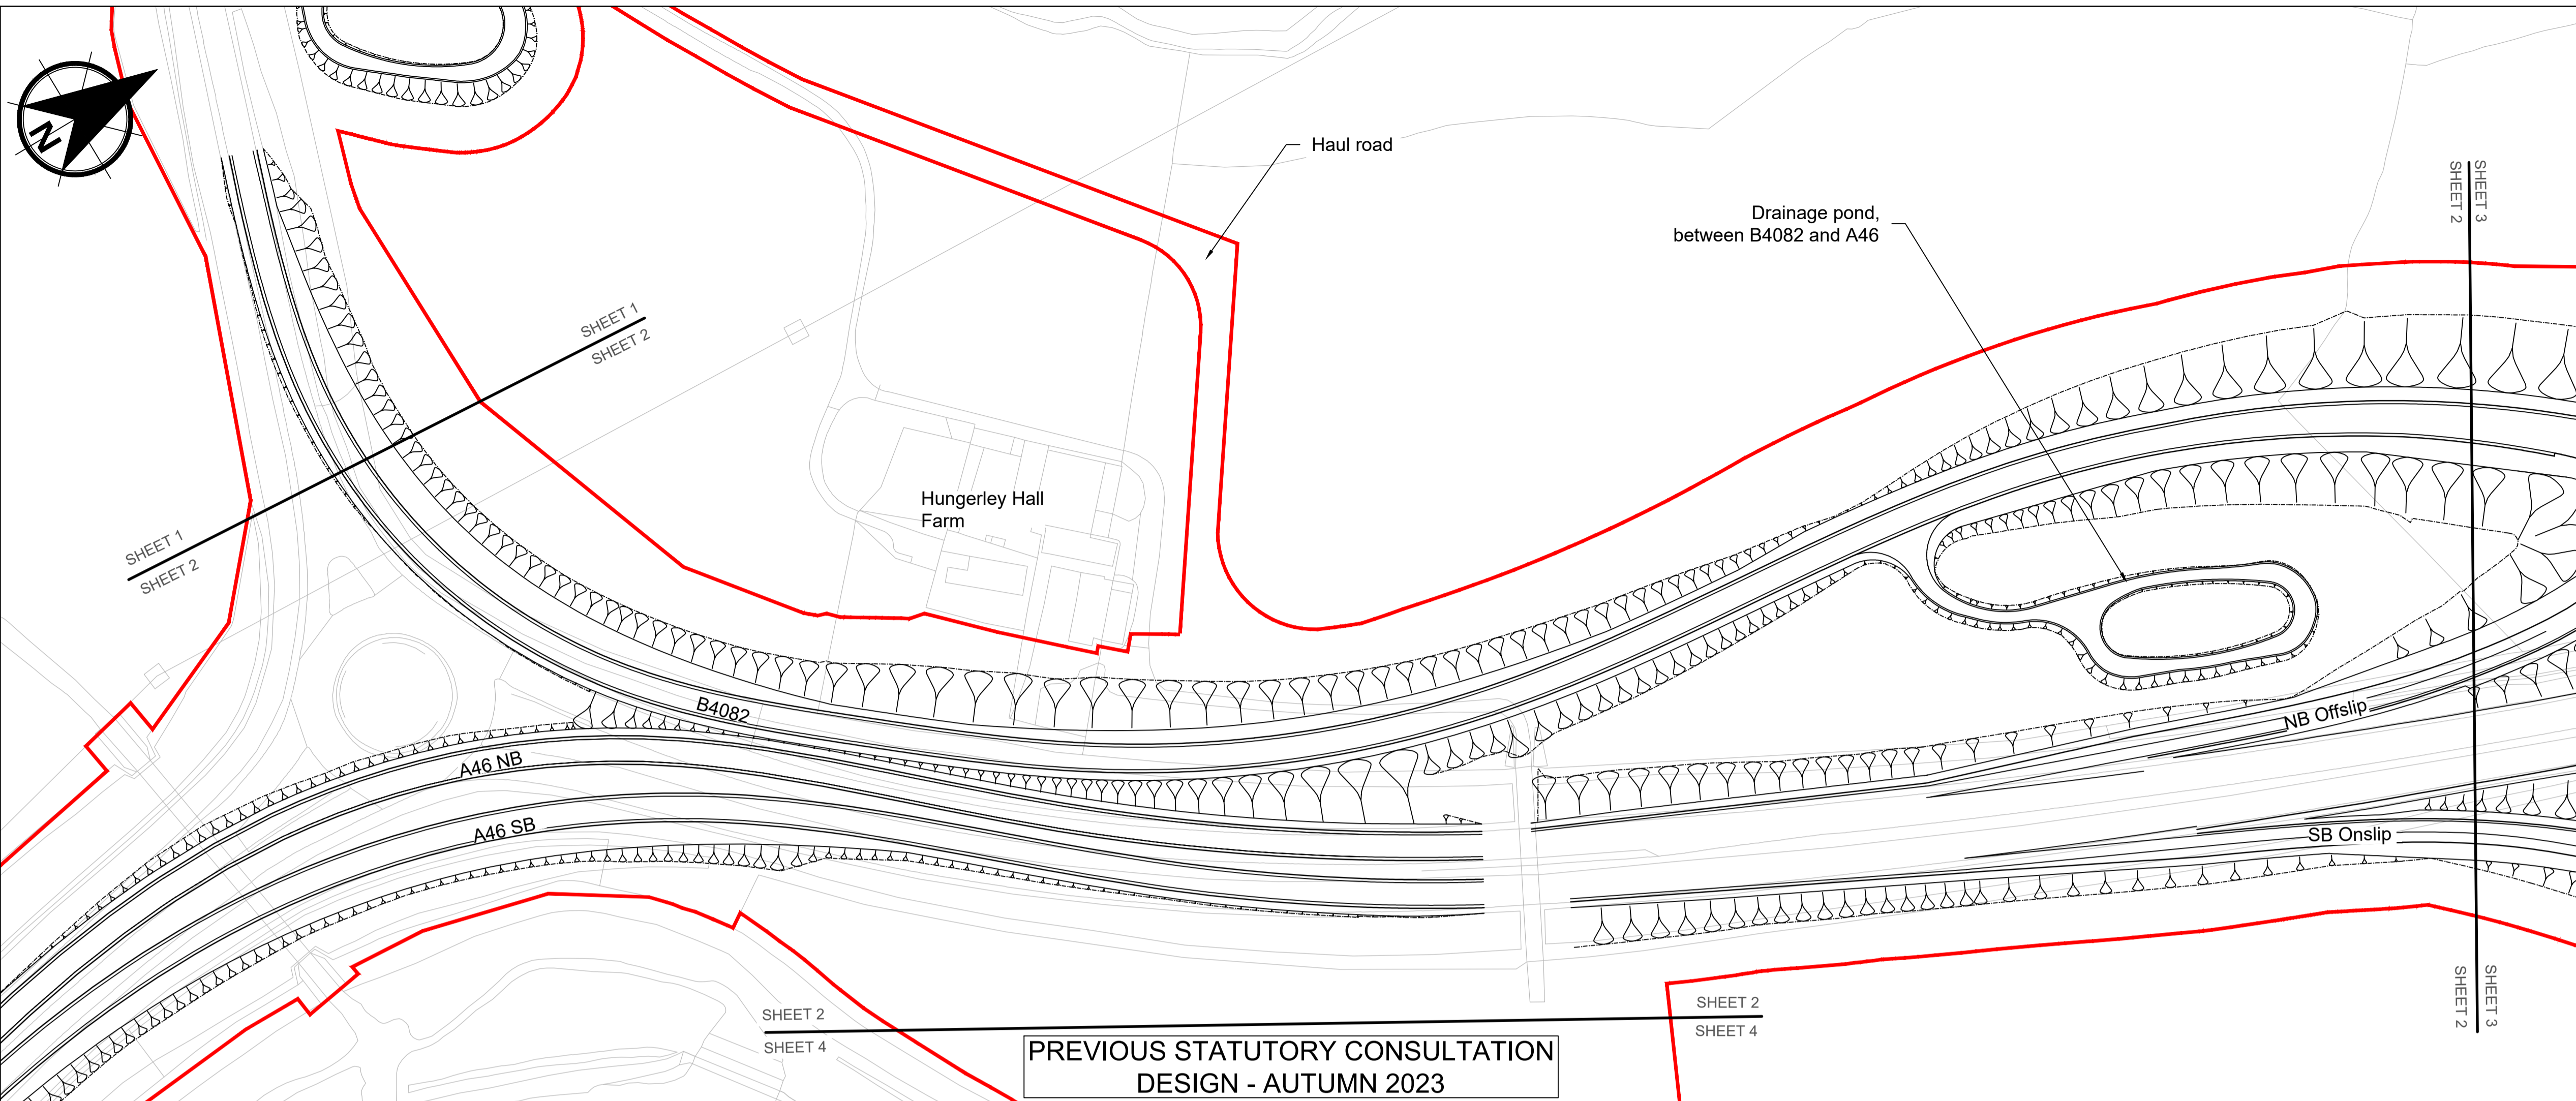 N
Haul road
Drainage pond,
between B4082 and A46
SHEET 3
SHEET 2
SHEET 1
SHEET 2
Hungerley Hall
Farm
SHEET 1
SHEET 2
B4082
NB Offslip
A46 NB
A46 SB
SB Onslip
SHEET 2
SHEET 4
SHEET 2
SHEET 4
SHEET 3
SHEET 2
PREVIOUS STATUTORY CONSULTATION
DESIGN - AUTUMN 2023